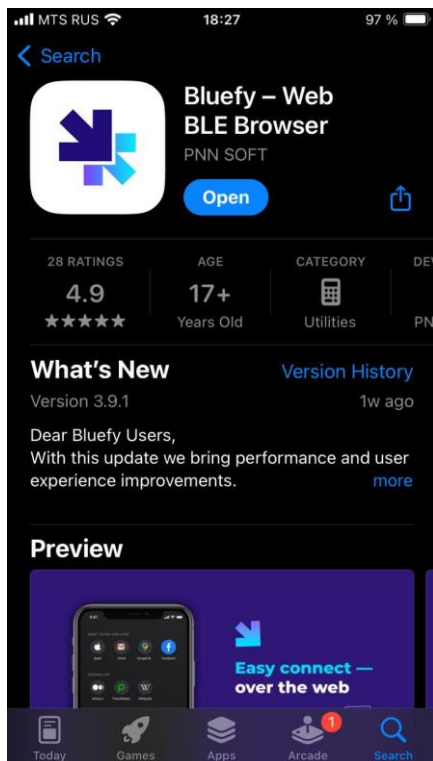 MTS RUS 18:27 97 %
Search
Bluefy – Web
BLE Browser
PNN SOFT
Open
28 RATINGS AGE CATEGORY DE
4.9 17+
Years Old Utilities PN
What's New Version History
Version 3.9.1 1w ago
Dear Bluefy Users,
With this update we bring performance and user
experience improvements. more
Preview
Easy connect —
over the web
1
Today Games Apps Arcade Search